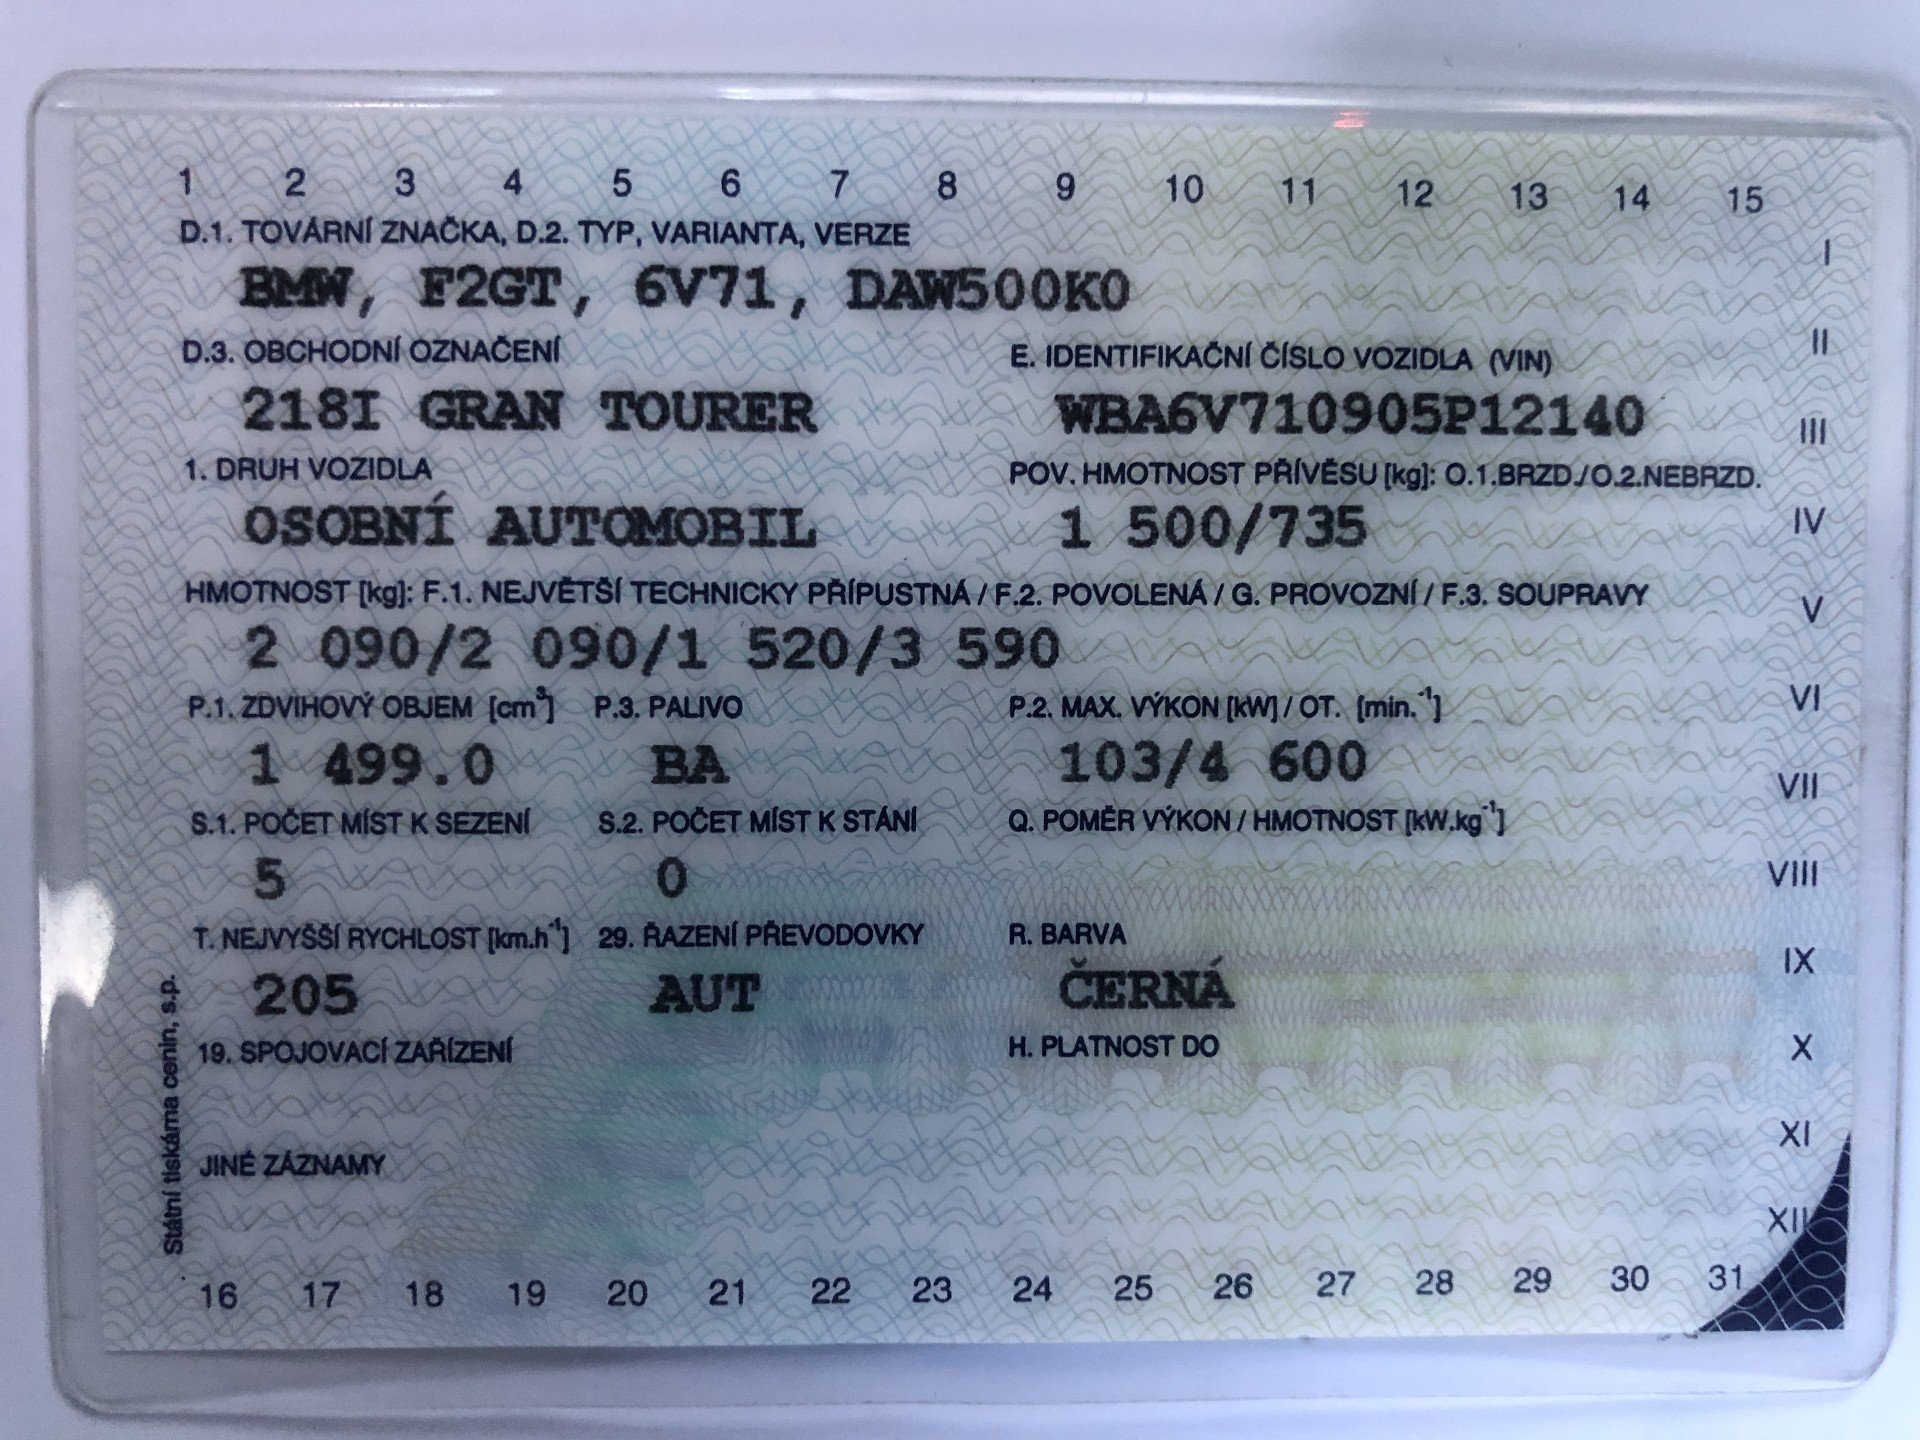 1 2 3 4 5 6 7 8 9 10 11 12 13 14 15
D.1. TOVÁRNÍ ZNAČKA, D.2. TYP, VARIANTA, VERZE
I
BMW, F2GT, 6V71, DAW500K0
D.3. OBCHODNÍ OZNAČENÍ E. IDENTIFIKAČNÍ ČÍSLO VOZIDLA (VIN)
II
218I GRAN TOURER WBA6V710905P12140
III
1. DRUH VOZIDLA POV. HMOTNOST PŘÍVĚSU [kg]: O.1.BRZD./O.2.NEBRZD.
OSOBNÍ AUTOMOBIL 1 500/735
IV
HMOTNOST [kg]: F.1. NEJVĚTŠÍ TECHNICKY PŘÍPUSTNÁ / F.2. POVOLENÁ / G. PROVOZNÍ / F.3. SOUPRAVY
V
2 090/2 090/1 520/3 590
P.1. ZDVIHOVÝ OBJEM [cm³] P.3. PALIVO P.2. MAX. VÝKON [kW] / OT. [min.⁻¹]
VI
1 499.0 BA 103/4 600
VII
S.1. POČET MÍST K SEZENÍ S.2. POČET MÍST K STÁNÍ Q. POMĚR VÝKON / HMOTNOST [kW.kg⁻¹]
5 0
VIII
T. NEJVYŠŠÍ RYCHLOST [km.h⁻¹] 29. ŘAZENÍ PŘEVODOVKY R. BARVA
IX
205 AUT ČERNÁ
19. SPOJOVACÍ ZAŘÍZENÍ H. PLATNOST DO
X
XI
JINÉ ZÁZNAMY
XII
Státní tiskárna cenin, s.p.
16 17 18 19 20 21 22 23 24 25 26 27 28 29 30 31